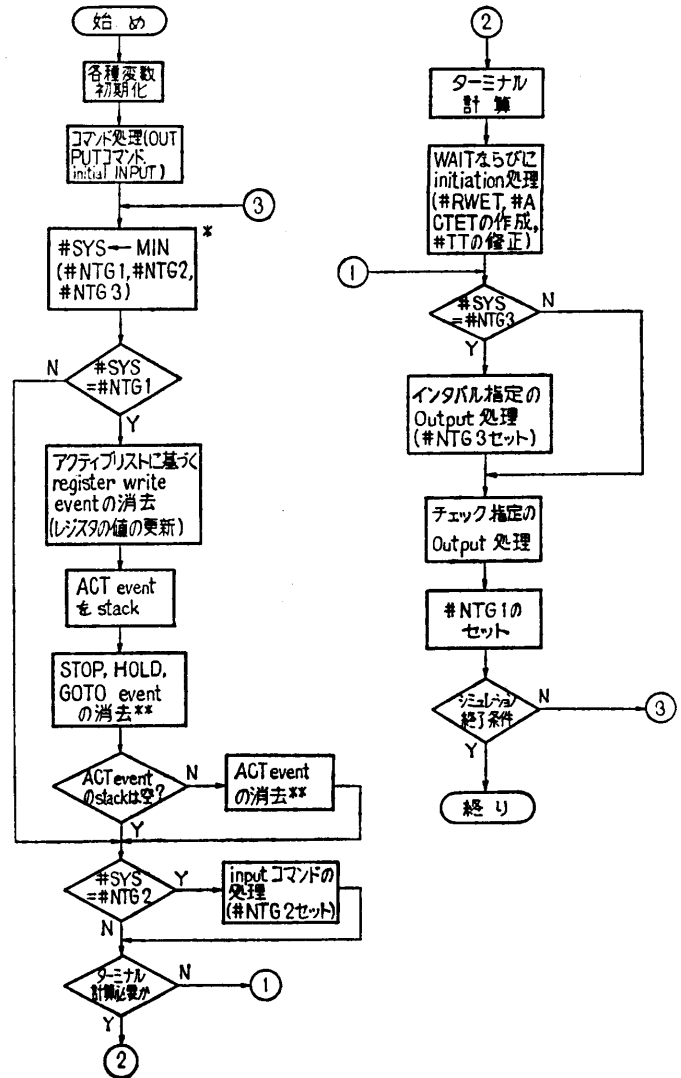 始め
各種変数
初期化
コマンド処理(OUT
PUTコマンド,
initial INPUT)
③
#SYS←MIN
(#NTG1,#NTG2,
#NTG3)
*
#SYS
=#NTG1
N
Y
アクティブリストに基づく
register write
eventの消去
(レジスタの値の更新)
ACT event
をstack
STOP, HOLD,
GOTO event
の消去**
ACT event
のstackは空?
N
Y
ACT event
の消去**
#SYS
=#NTG2
Y
N
inputコマンドの
処理
(#NTG2セット)
ターミナル
計算必要か
N
Y
①
②
②
ターミナル
計算
WAITならびに
initiation処理
(#RWET, #A
CTETの作成,
#TTの修正)
①
#SYS
=#NTG3
N
Y
インタバル指定の
Output 処理
(#NTG3セット)
チェック指定の
Output 処理
#NTG1の
セット
シミュレーション
終了条件
N
Y
③
終り